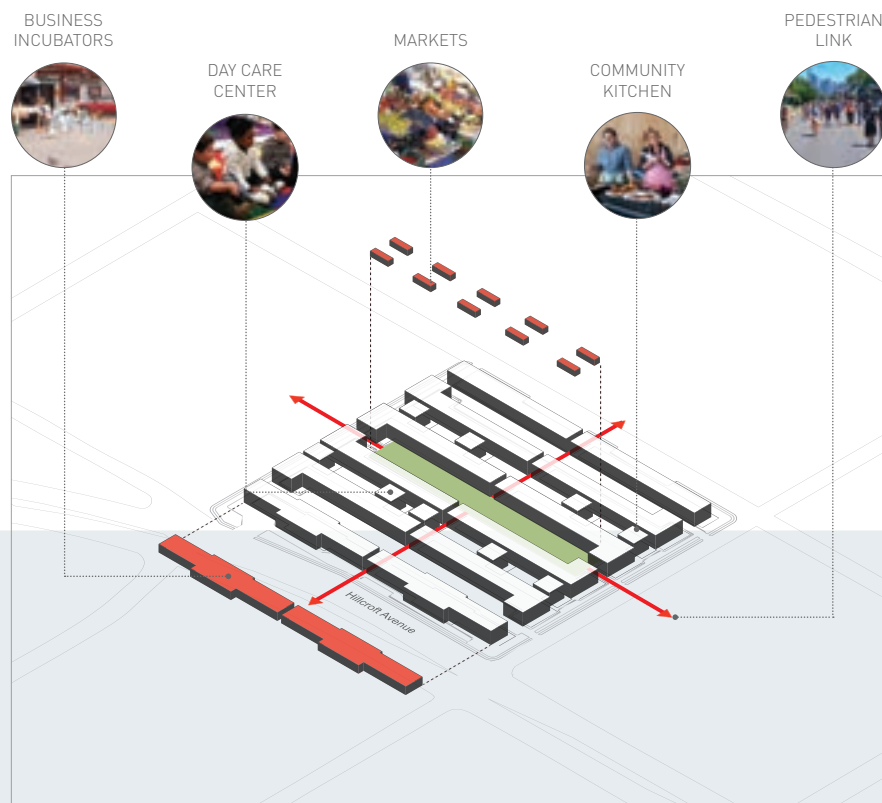 BUSINESS
INCUBATORS
DAY CARE
CENTER
MARKETS
COMMUNITY
KITCHEN
PEDESTRIAN
LINK
Hillcroft Avenue